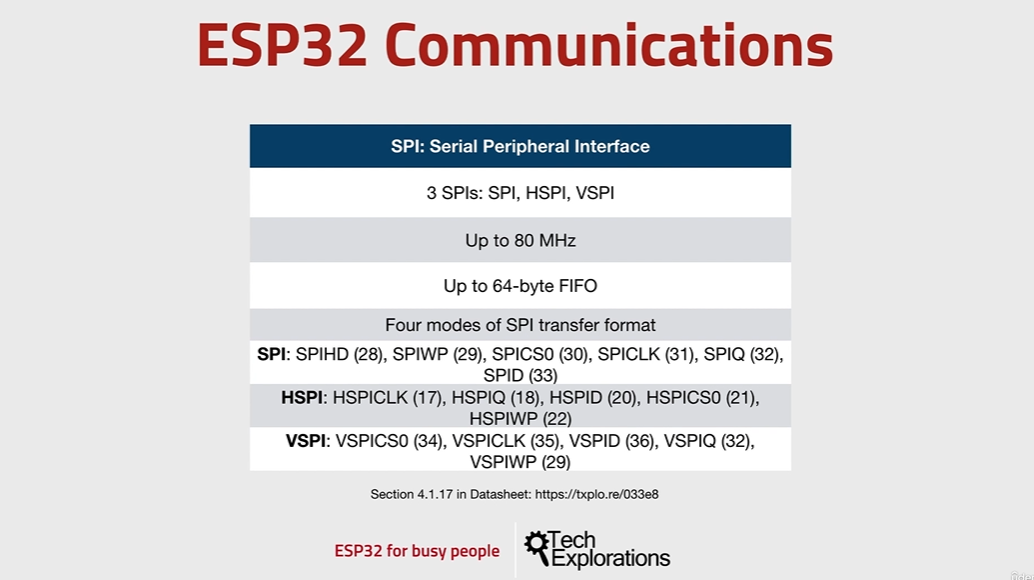 ESP32 Communications
SPI: Serial Peripheral Interface
3 SPIs: SPI, HSPI, VSPI
Up to 80 MHz
Up to 64-byte FIFO
Four modes of SPI transfer format
SPI: SPIHD (28), SPIWP (29), SPICS0 (30), SPICLK (31), SPIQ (32),
SPID (33)
HSPI: HSPICLK (17), HSPIQ (18), HSPID (20), HSPICS0 (21),
HSPIWP (22)
VSPI: VSPICS0 (34), VSPICLK (35), VSPID (36), VSPIQ (32),
VSPIWP (29)
Section 4.1.17 in Datasheet: https://txplo.re/033e8
ESP32 for busy people
Tech
Explorations